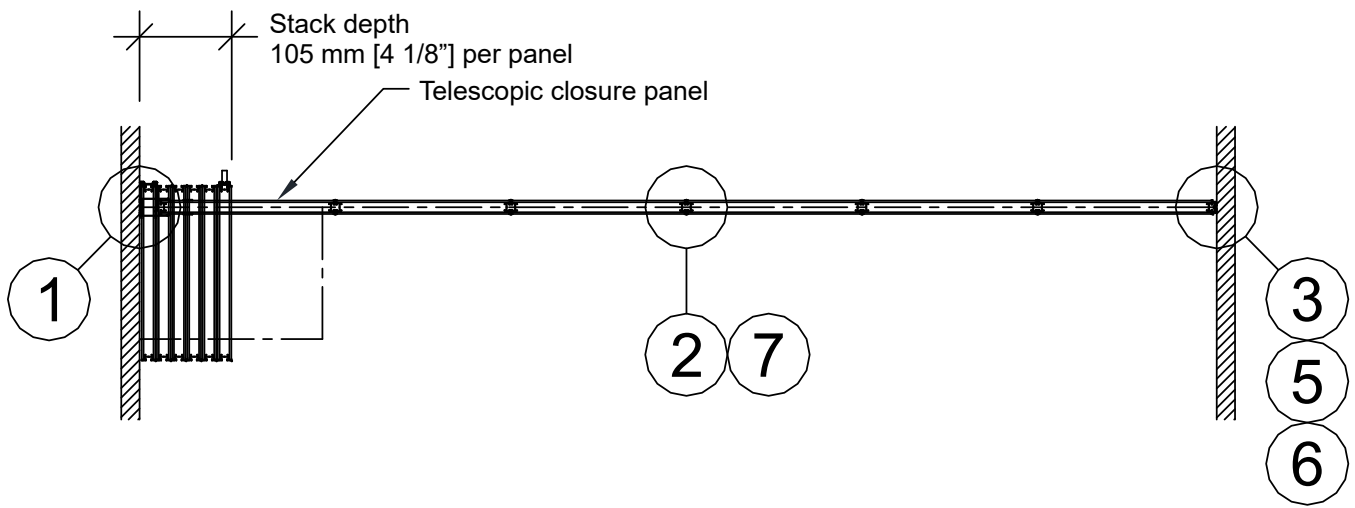 Stack depth
105 mm [4 1/8”] per panel
Telescopic closure panel
1
2 7
3
5
6